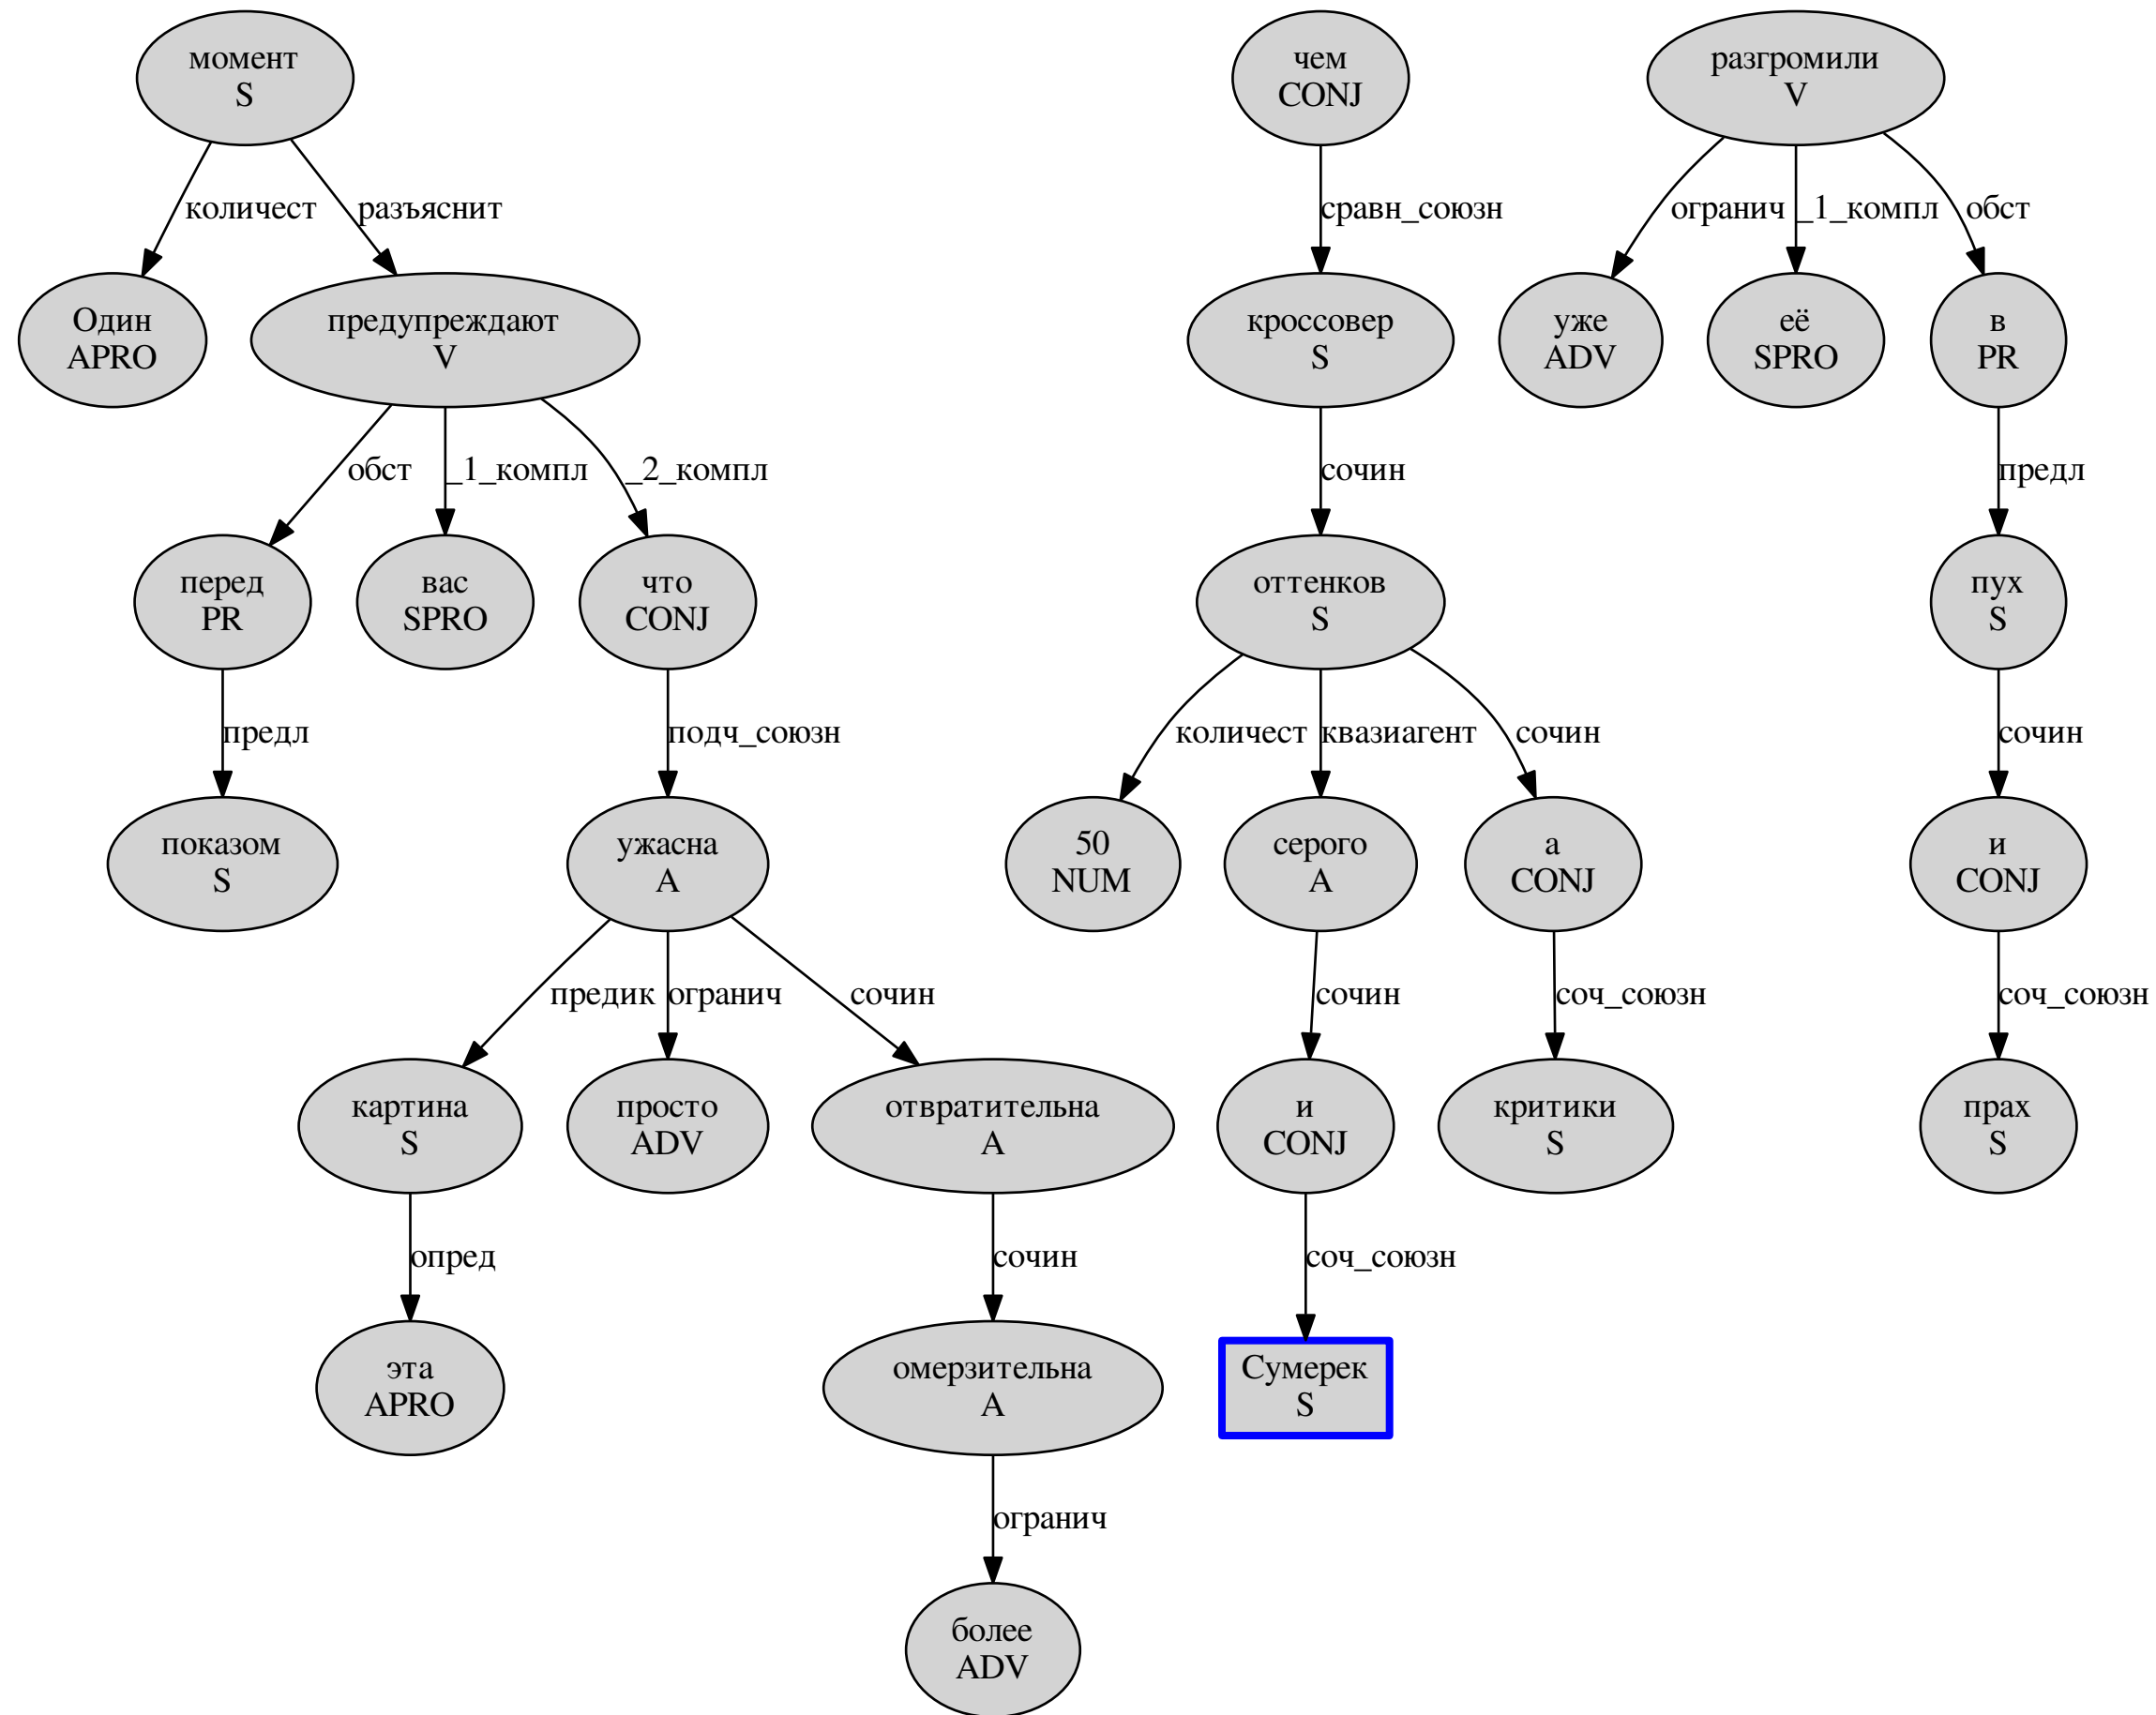 момент
S
чем
CONJ
разгромили
V
количест
разъяснит
сравн_союзн
огранич
_1_компл
обст
Один
APRO
предупреждают
V
кроссовер
S
уже
ADV
её
SPRO
в
PR
обст
_1_компл
_2_компл
сочин
предл
перед
PR
вас
SPRO
что
CONJ
оттенков
S
пух
S
предл
подч_союзн
количест
квазиагент
сочин
сочин
показом
S
ужасна
A
50
NUM
серого
A
а
CONJ
и
CONJ
предик
огранич
сочин
сочин
соч_союзн
соч_союзн
картина
S
просто
ADV
отвратительна
A
и
CONJ
критики
S
прах
S
опред
сочин
соч_союзн
эта
APRO
омерзительна
A
Сумерек
S
огранич
более
ADV